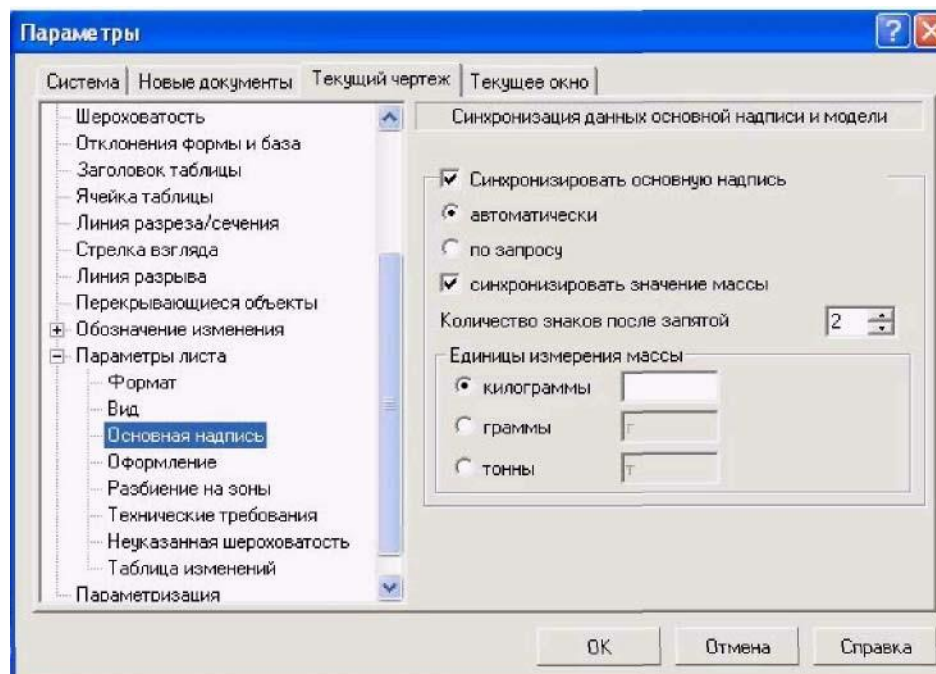 Параметры
Система Новые документы Текущий чертеж Текущее окно
Шероховатость
Отклонения формы и база
Заголовок таблицы
Ячейка таблицы
Линия разреза/сечения
Стрелка взгляда
Линия разрыва
Перекрывающиеся объекты
Обозначение изменения
Параметры листа
Формат
Вид
Основная надпись
Оформление
Разбиение на зоны
Технические требования
Неуказанная шероховатость
Таблица изменений
Параметризация
Синхронизация данных основной надписи и модели
Синхронизировать основную надпись
автоматически
по запросу
синхронизировать значение массы
Количество знаков после запятой 2
Единицы измерения массы
килограммы
граммы г
тонны т
OK Отмена Справка